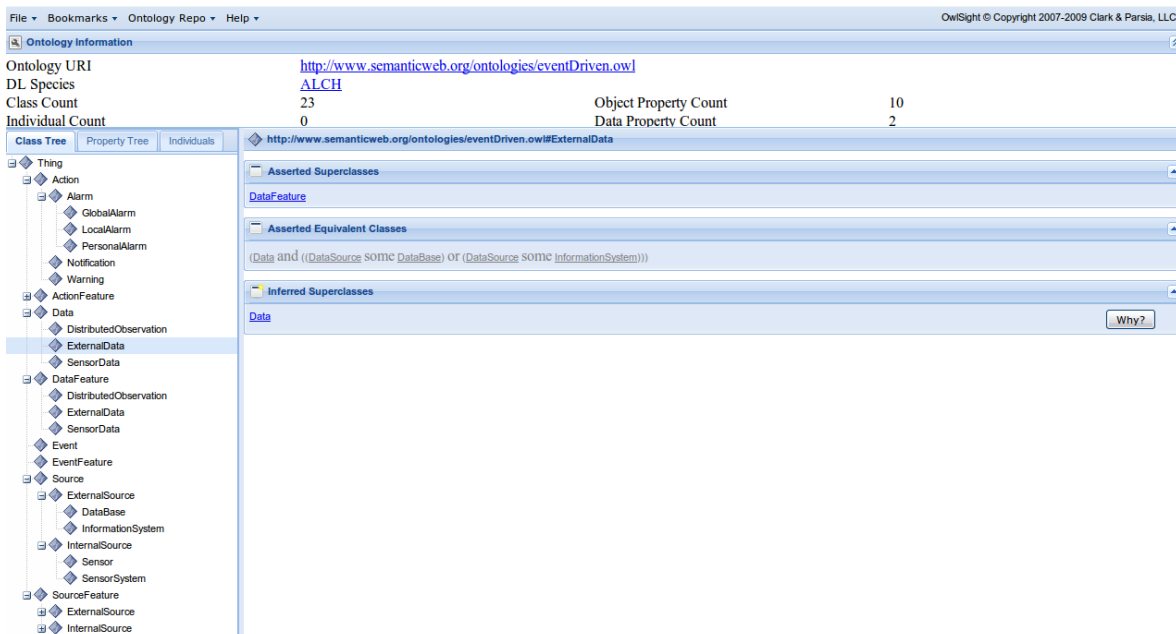 File Bookmarks Ontology Repo Help OwlSight © Copyright 2007-2009 Clark & Parsia, LLC
Ontology Information
Ontology URI http://www.semanticweb.org/ontologies/eventDriven.owl
DL Species ALCH
Class Count 23 Object Property Count 10
Individual Count 0 Data Property Count 2
Class Tree Property Tree Individuals
Thing
Action
Alarm
GlobalAlarm
LocalAlarm
PersonalAlarm
Notification
Warning
ActionFeature
Data
DistributedObservation
ExternalData
SensorData
DataFeature
DistributedObservation
ExternalData
SensorData
Event
EventFeature
Source
ExternalSource
DataBase
InformationSystem
InternalSource
Sensor
SensorSystem
SourceFeature
ExternalSource
InternalSource
http://www.semanticweb.org/ontologies/eventDriven.owl#ExternalData
Asserted Superclasses
DataFeature
Asserted Equivalent Classes
(Data and ((DataSource some DataBase) or (DataSource some InformationSystem)))
Inferred Superclasses
Data Why?